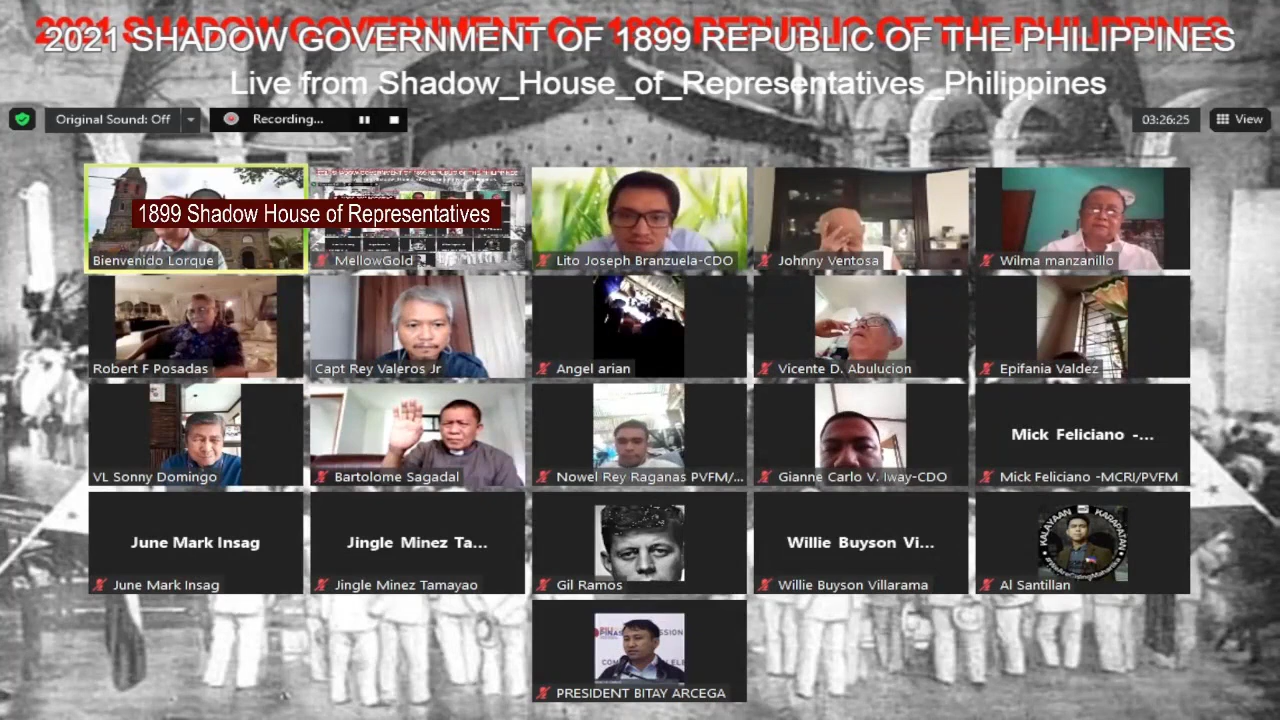 2021 SHADOW GOVERNMENT OF 1899 REPUBLIC OF THE PHILIPPINES
Live from Shadow_House_of_Representatives_Philippines
Original Sound: Off
Recording...
03:26:25
View
1899 Shadow House of Representatives
Bienvenido Lorque
MellowGold
Lito Joseph Branzuela-CDO
Johnny Ventosa
Wilma manzanillo
Robert F Posadas
Capt Rey Valeros Jr
Angel arian
Vicente D. Abulucion
Epifania Valdez
VL Sonny Domingo
Bartolome Sagadal
Nowel Rey Raganas PVFM/...
Gianne Carlo V. Iway-CDO
Mick Feliciano -...
Mick Feliciano -MCRI/PVFM
June Mark Insag
June Mark Insag
Jingle Minez Ta...
Jingle Minez Tamayao
Gil Ramos
Willie Buyson Vi...
Willie Buyson Villarama
KALAYAAN KARAPATAN
Al Santillan
PRESIDENT BITAY ARCEGA